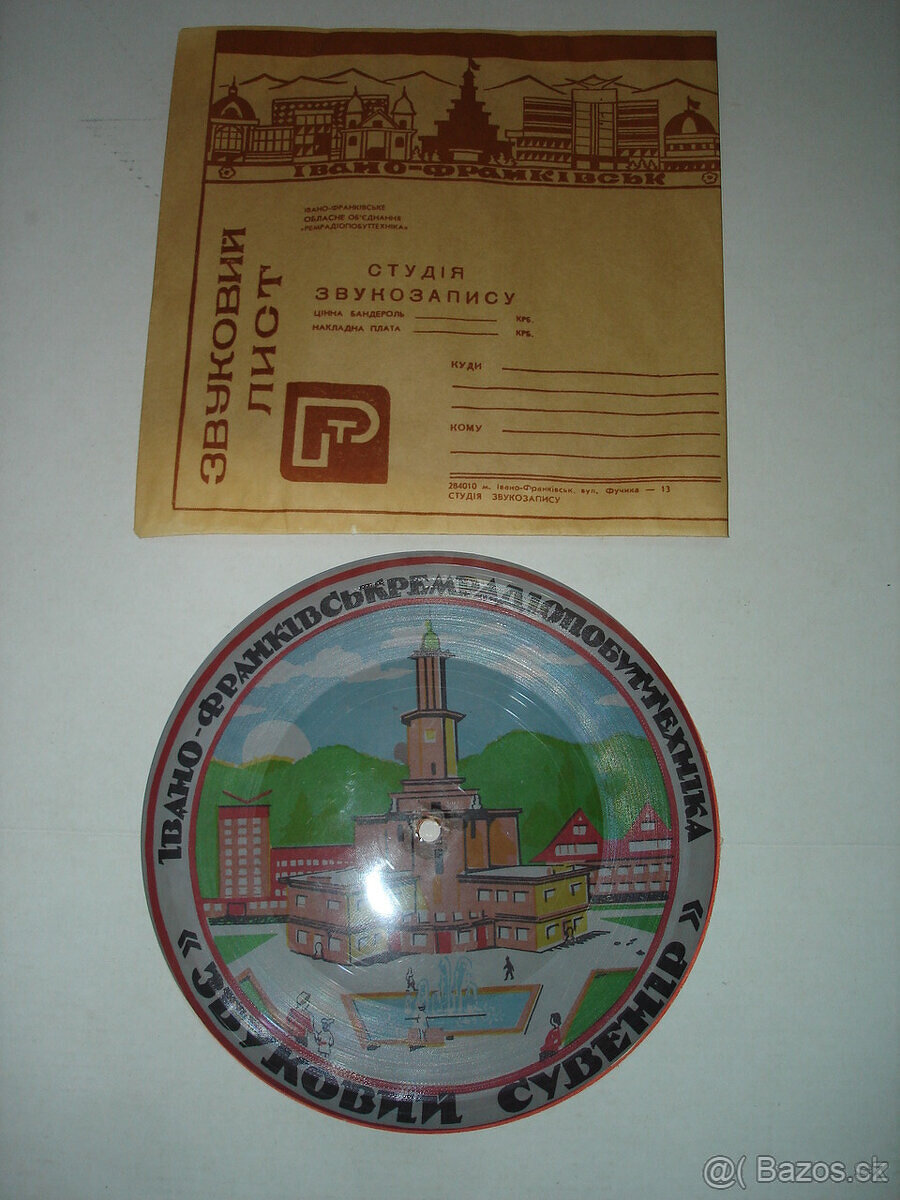 ІВАНО-ФРАНКІВСЬК
ІВАНО-ФРАНКІВСЬКЕ
ОБЛАСНЕ ОБ'ЄДНАННЯ
«РЕМРАДІОПОБУТТЕХНІКА»
ЗВУКОВИЙ
ЛИСТ
СТУДІЯ
ЗВУКОЗАПИСУ
ЦІННА БАНДЕРОЛЬ КРБ.
НАКЛАДНА ПЛАТА КРБ.
КУДИ
КОМУ
РТ
284010 м. Івано-Франківськ, вул. Фучика — 13
СТУДІЯ ЗВУКОЗАПИСУ
ІВАНО-ФРАНКІВСЬКРЕМРАДІОПОБУТТЕХНІКА
«ЗВУКОВИЙ СУВЕНІР»
@( Bazos.sk